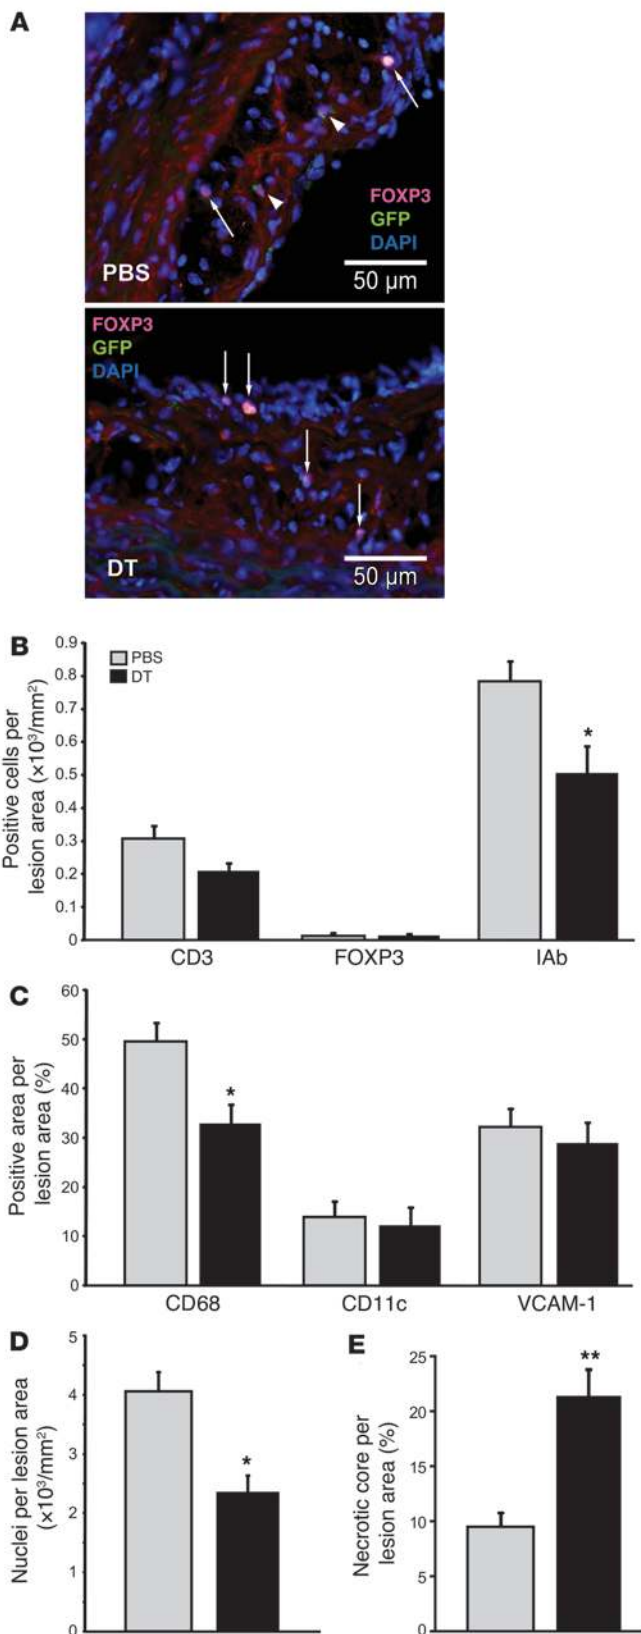 A
FOXP3
GFP
DAPI
PBS
50 µm
FOXP3
GFP
DAPI
DT
50 µm
B
Positive cells per
lesion area (×10³/mm²)
0.9
0.8
0.7
0.6
0.5
0.4
0.3
0.2
0.1
0
PBS
DT
*
CD3 FOXP3 IAb
C
Positive area per
lesion area (%)
60
50
40
30
20
10
0
*
CD68 CD11c VCAM-1
D
Nuclei per lesion area
(×10³/mm²)
5
4
3
2
1
0
*
E
Necrotic core per
lesion area (%)
25
20
15
10
5
0
**